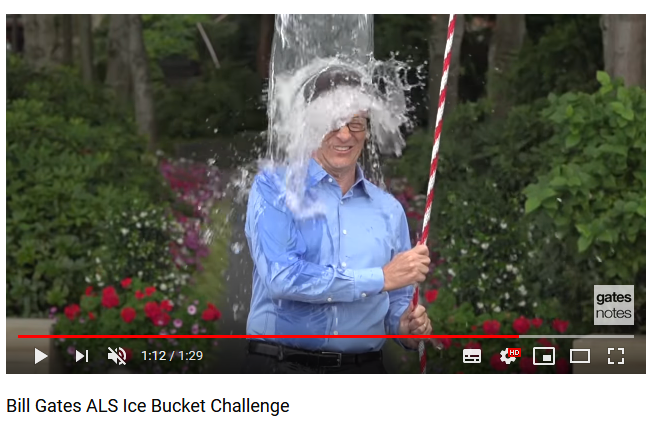 gates
notes
HD
1:12 / 1:29
Bill Gates ALS Ice Bucket Challenge